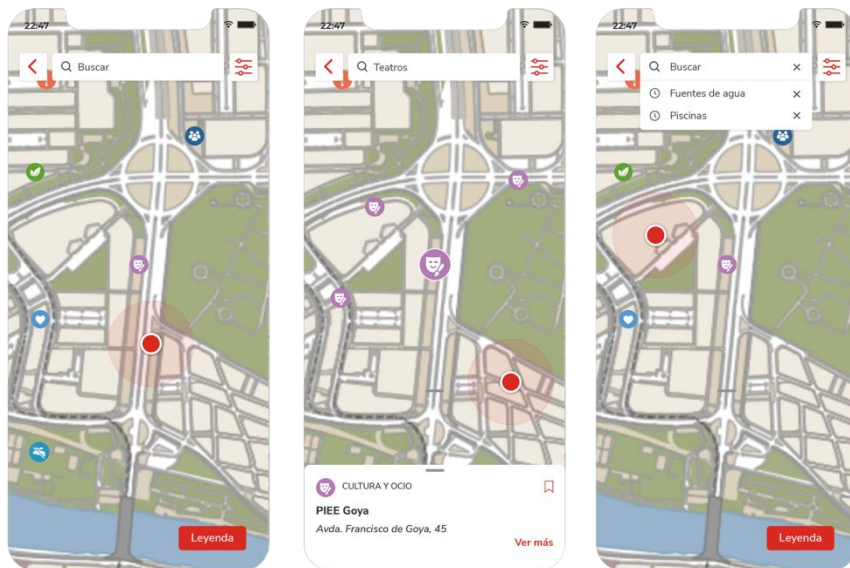 22:47
Buscar
Leyenda
22:47
Teatros
CULTURA Y OCIO
PIEE Goya
Avda. Francisco de Goya, 45
Ver más
22:47
Buscar
Fuentes de agua
Piscinas
Leyenda